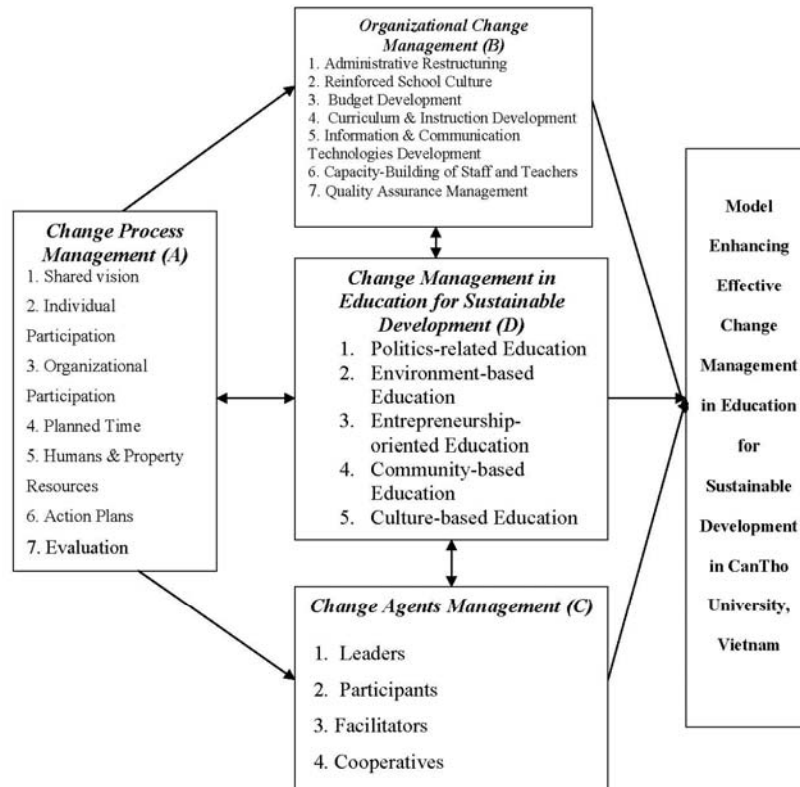 Organizational Change
Management (B)
1. Administrative Restructuring
2. Reinforced School Culture
3. Budget Development
4. Curriculum & Instruction Development
5. Information & Communication
Technologies Development
6. Capacity-Building of Staff and Teachers
7. Quality Assurance Management
Change Process
Management (A)
1. Shared vision
2. Individual
Participation
3. Organizational
Participation
4. Planned Time
5. Humans & Property
Resources
6. Action Plans
7. Evaluation
Change Management in
Education for Sustainable
Development (D)
1. Politics-related Education
2. Environment-based
Education
3. Entrepreneurship-
oriented Education
4. Community-based
Education
5. Culture-based Education
Change Agents Management (C)
1. Leaders
2. Participants
3. Facilitators
4. Cooperatives
Model
Enhancing
Effective
Change
Management
in Education
for
Sustainable
Development
in CanTho
University,
Vietnam